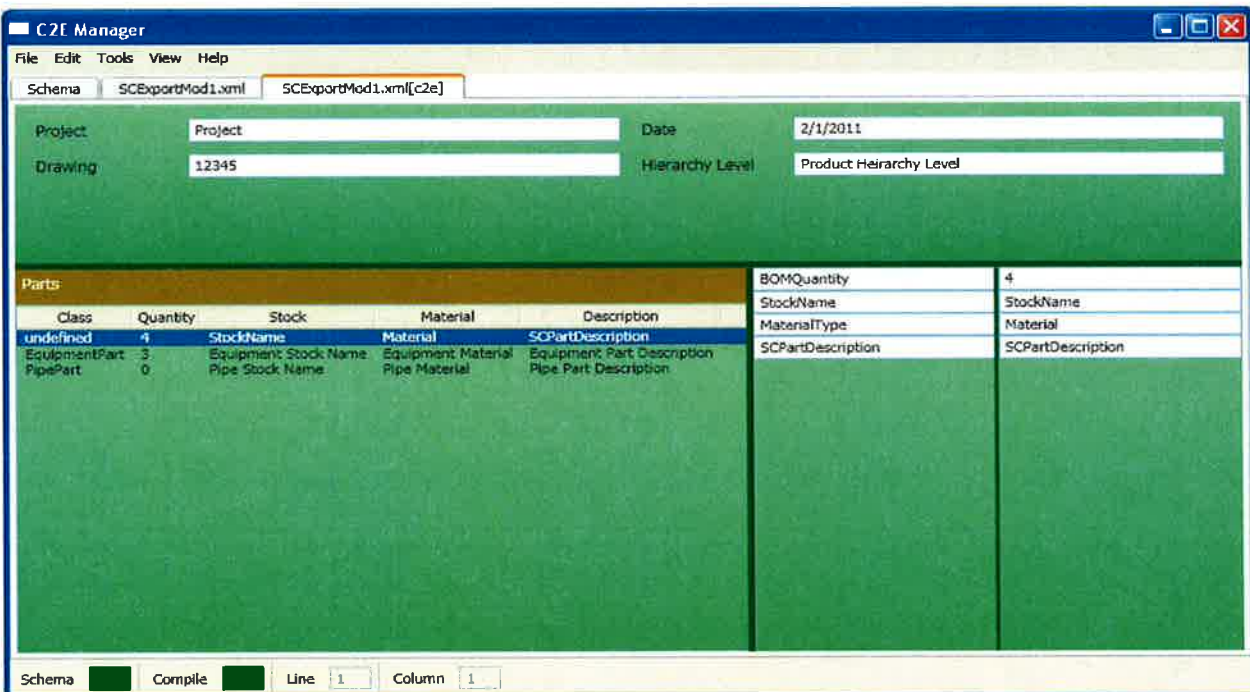 C2E Manager
File Edit Tools View Help
Schema SCExportMod1.xml SCExportMod1.xml[c2e]
Project Project Date 2/1/2011
Drawing 12345 Hierarchy Level Product Heirarchy Level
Parts
Class Quantity Stock Material Description
undefined 4 StockName Material SCPartDescription
EquipmentPart 3 Equipment Stock Name Equipment Material Equipment Part Description
PipePart 0 Pipe Stock Name Pipe Material Pipe Part Description
BOMQuantity 4
StockName StockName
MaterialType Material
SCPartDescription SCPartDescription
Schema Compile Line 1 Column 1